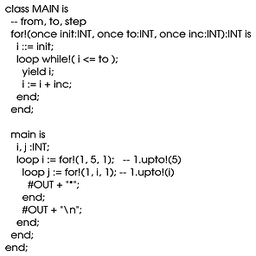 class MAIN is
-- from, to, step
for!(once init:INT, once to:INT, once inc:INT):INT is
i ::= init;
loop while!( i <= to );
yield i;
i := i + inc;
end;
end;
main is
i, j :INT;
loop i := for!(1, 5, 1); -- 1.upto!(5)
loop j := for!(1, i, 1); -- 1.upto!(i)
#OUT + "*";
end;
#OUT + "\n";
end;
end;
end;